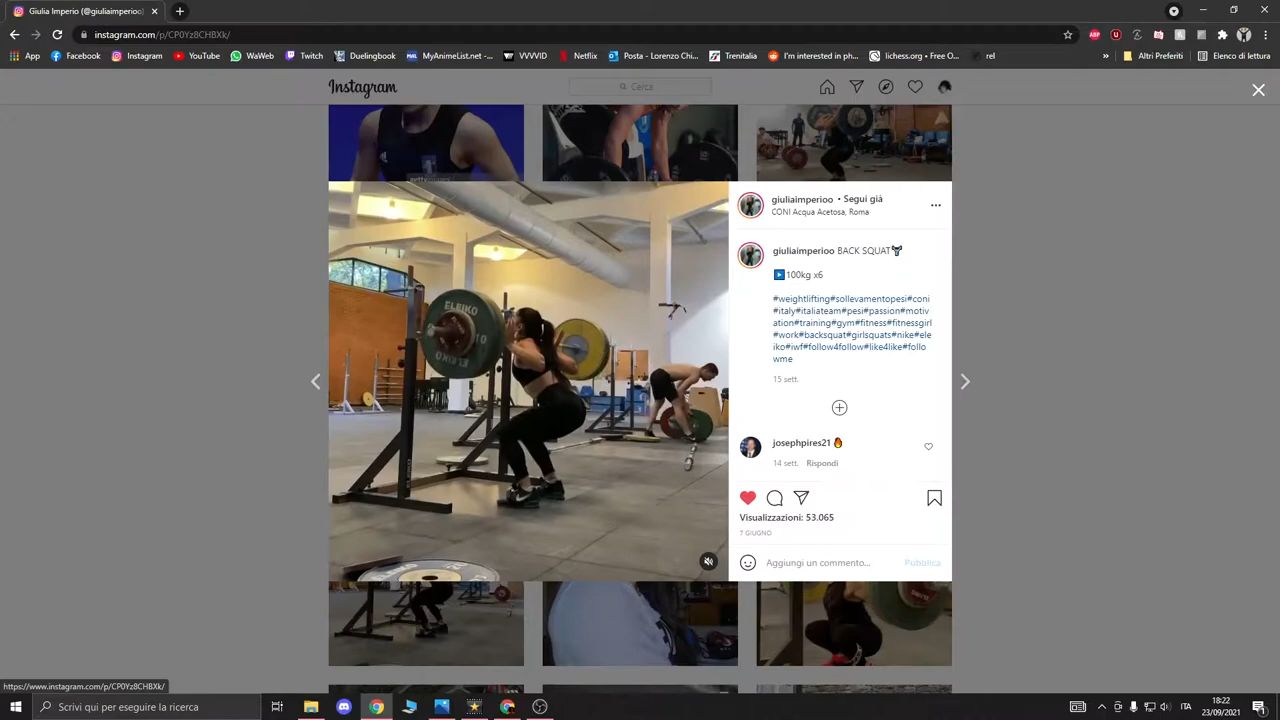 Giulia Imperio (@giuliaimperioo)
instagram.com/p/CP0Yz8CHBXk/
App
Facebook
Instagram
YouTube
WaWeb
Twitch
Duelingbook
MyAnimeList.net -...
VVVVID
Netflix
Posta - Lorenzo Chi...
Trenitalia
I'm interested in ph...
lichess.org • Free O...
rel
»
Altri Preferiti
Elenco di lettura
Instagram
Cerca
ELEIKO
10
ELEIKO
giuliaimperioo • Segui già
CONI Acqua Acetosa, Roma
giuliaimperioo BACK SQUAT
100kg x6
#weightlifting#sollevamentopesi#coni
#italy#italiateam#pesi#passion#motiv
ation#training#gym#fitness#fitnessgirl
#work#backsquat#girlsquats#nike#ele
iko#iwf#follow4follow#like4like#follo
wme
15 sett.
josephpires21
14 sett. Rispondi
Visualizzazioni: 53.065
7 GIUGNO
Aggiungi un commento...
Pubblica
https://www.instagram.com/p/CP0Yz8CHBXk/
Scrivi qui per eseguire la ricerca
18:22
23/09/2021